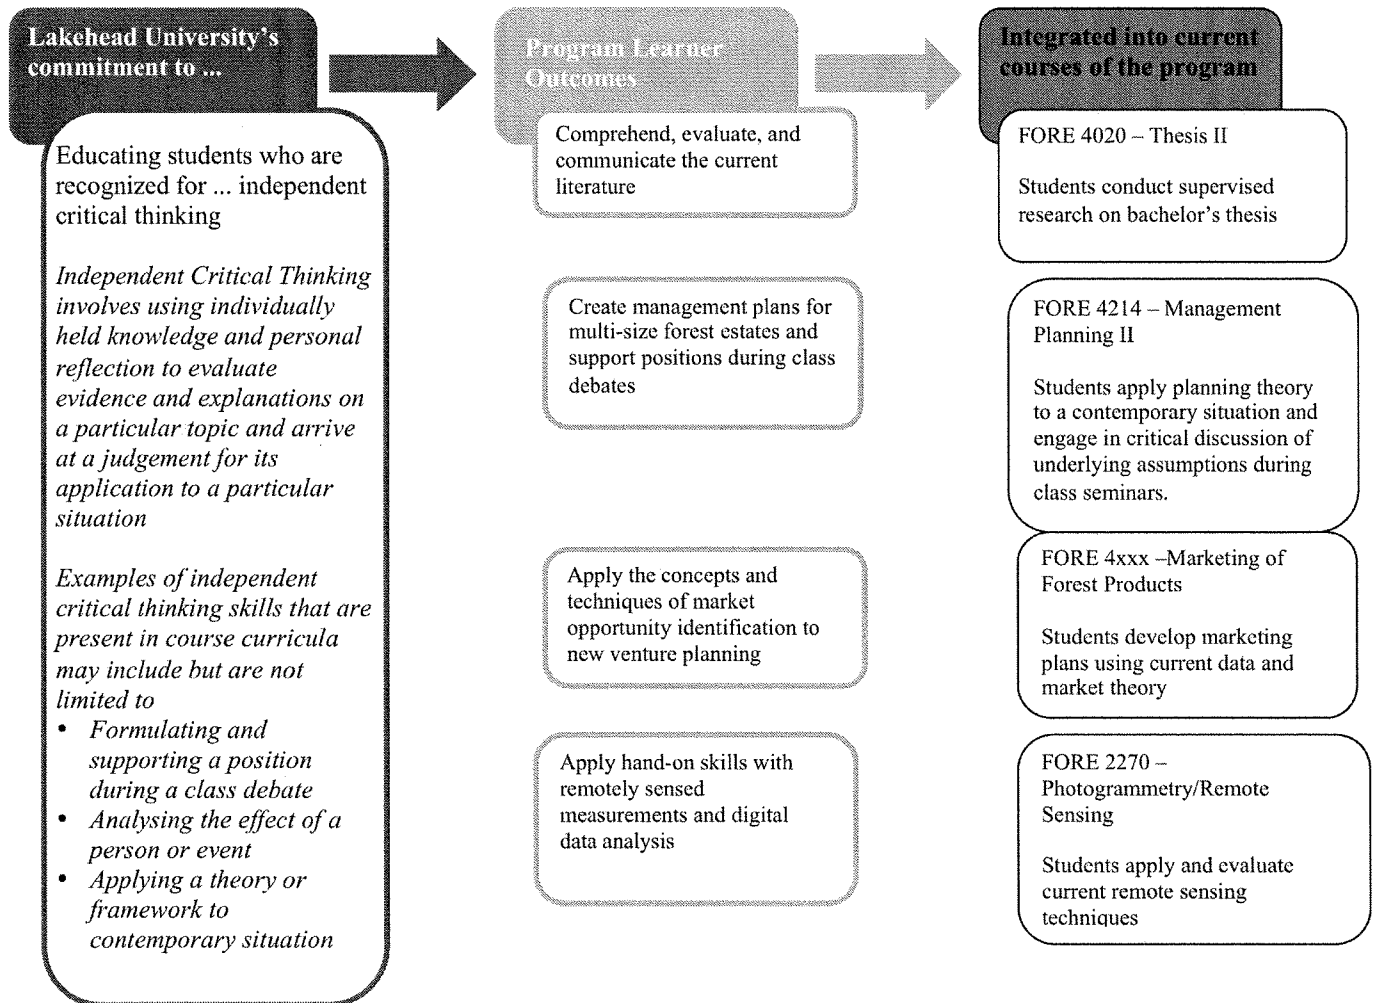 Lakehead University's
commitment to ...
Educating students who are
recognized for ... independent
critical thinking
Independent Critical Thinking
involves using individually
held knowledge and personal
reflection to evaluate
evidence and explanations on
a particular topic and arrive
at a judgement for its
application to a particular
situation
Examples of independent
critical thinking skills that are
present in course curricula
may include but are not
limited to
• Formulating and
supporting a position
during a class debate
• Analysing the effect of a
person or event
• Applying a theory or
framework to
contemporary situation
Program Learner
Outcomes
Comprehend, evaluate, and
communicate the current
literature
Create management plans for
multi-size forest estates and
support positions during class
debates
Apply the concepts and
techniques of market
opportunity identification to
new venture planning
Apply hand-on skills with
remotely sensed
measurements and digital
data analysis
Integrated into current
courses of the program
FORE 4020 – Thesis II
Students conduct supervised
research on bachelor's thesis
FORE 4214 – Management
Planning II
Students apply planning theory
to a contemporary situation and
engage in critical discussion of
underlying assumptions during
class seminars.
FORE 4xxx –Marketing of
Forest Products
Students develop marketing
plans using current data and
market theory
FORE 2270 –
Photogrammetry/Remote
Sensing
Students apply and evaluate
current remote sensing
techniques